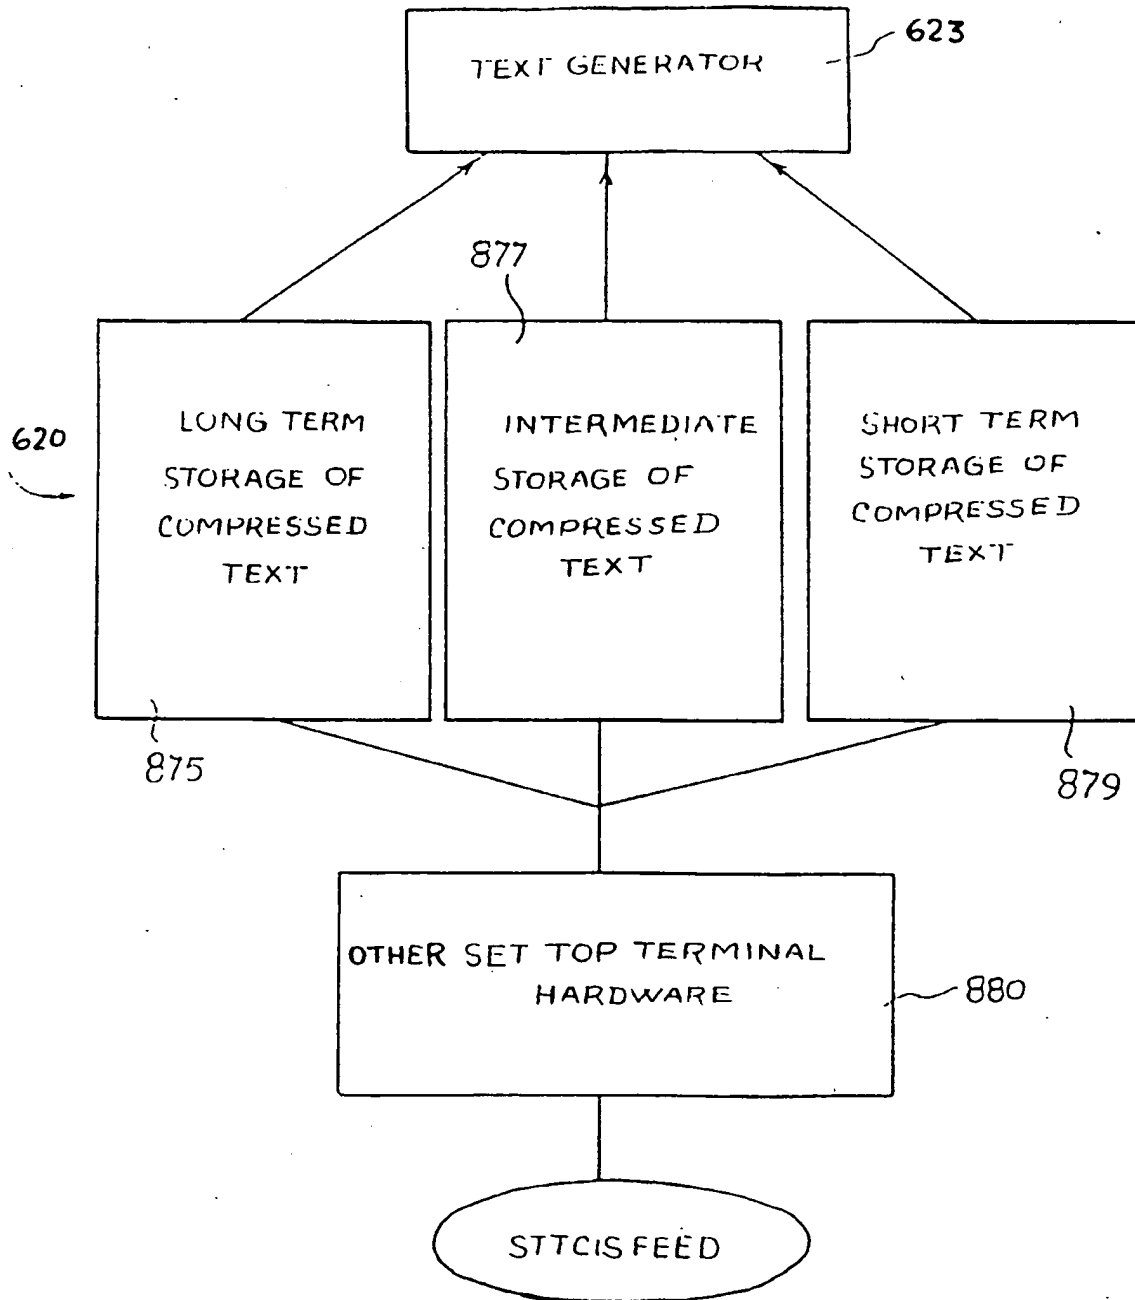 TEXT GENERATOR
623
877
620
LONG TERM
STORAGE OF
COMPRESSED
TEXT
INTERMEDIATE
STORAGE OF
COMPRESSED
TEXT
SHORT TERM
STORAGE OF
COMPRESSED
TEXT
875
879
OTHER SET TOP TERMINAL
HARDWARE
880
STTCIS FEED